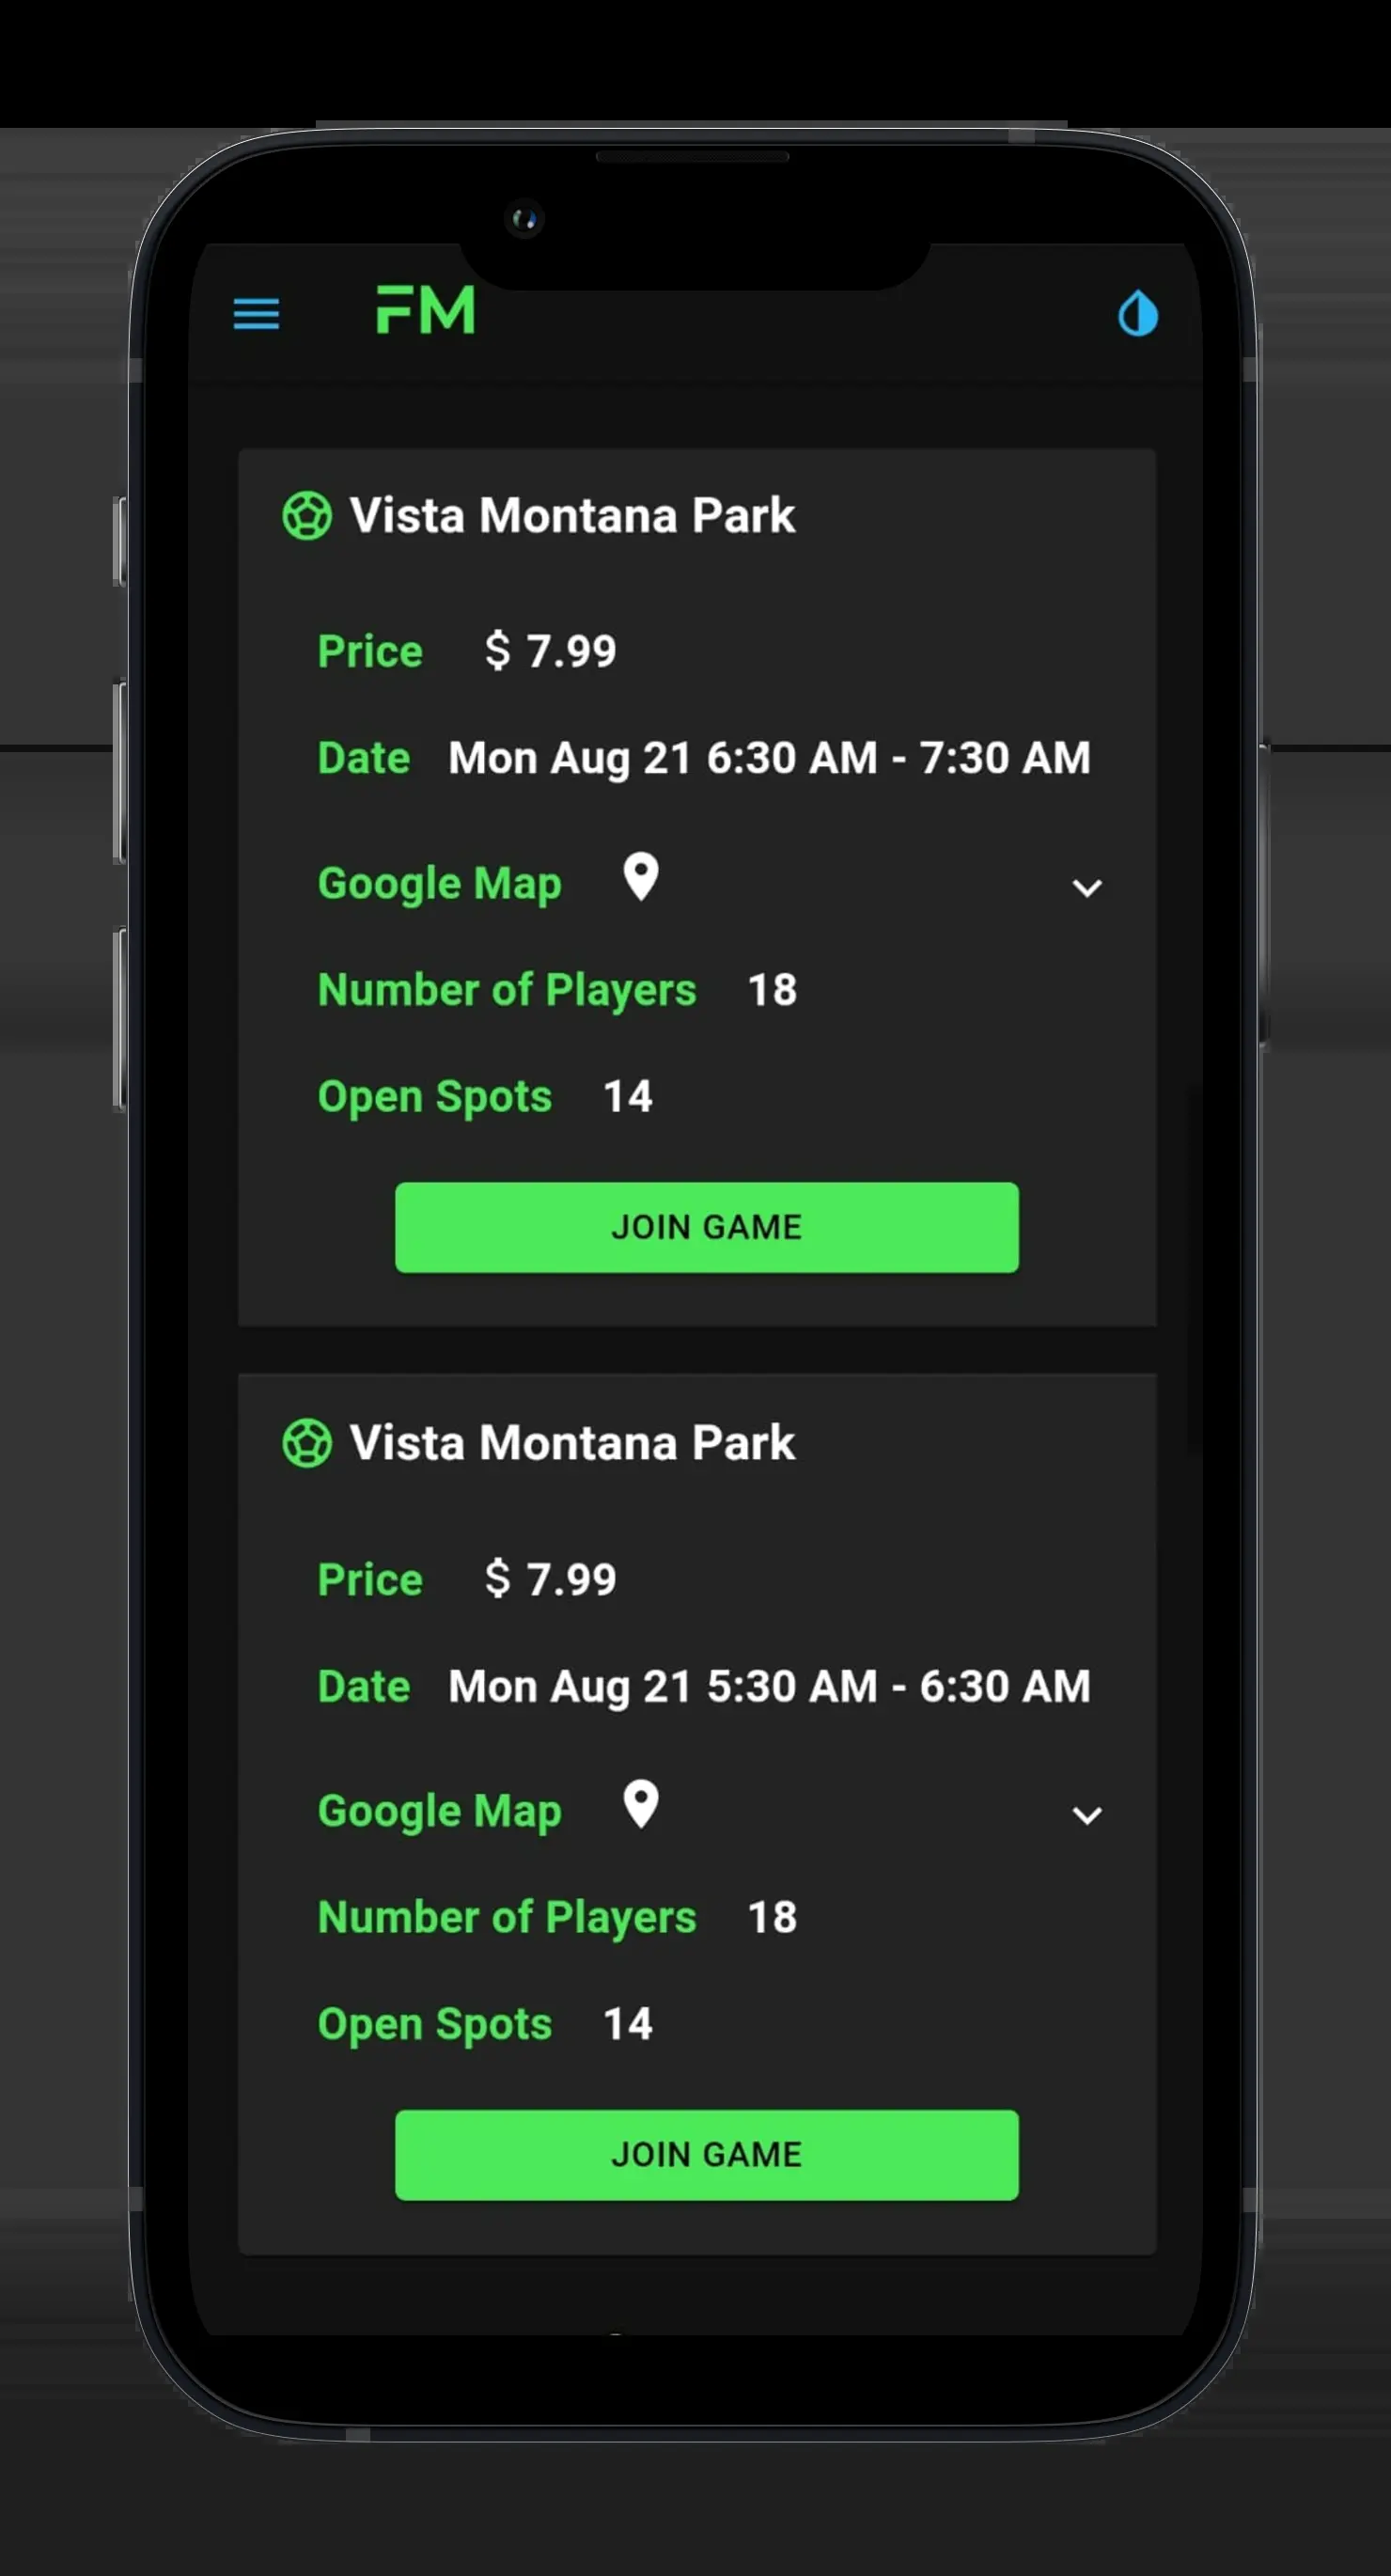 FM
Vista Montana Park
Price $ 7.99
Date Mon Aug 21 6:30 AM - 7:30 AM
Google Map
Number of Players 18
Open Spots 14
JOIN GAME
Vista Montana Park
Price $ 7.99
Date Mon Aug 21 5:30 AM - 6:30 AM
Google Map
Number of Players 18
Open Spots 14
JOIN GAME